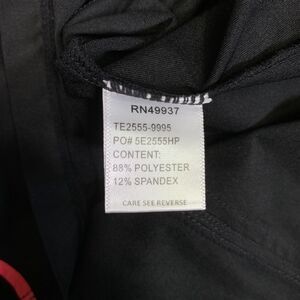 RN49937
TE2555-9995
PO# 5E2555HP
CONTENT:
88% POLYESTER
12% SPANDEX
CARE SEE REVERSE